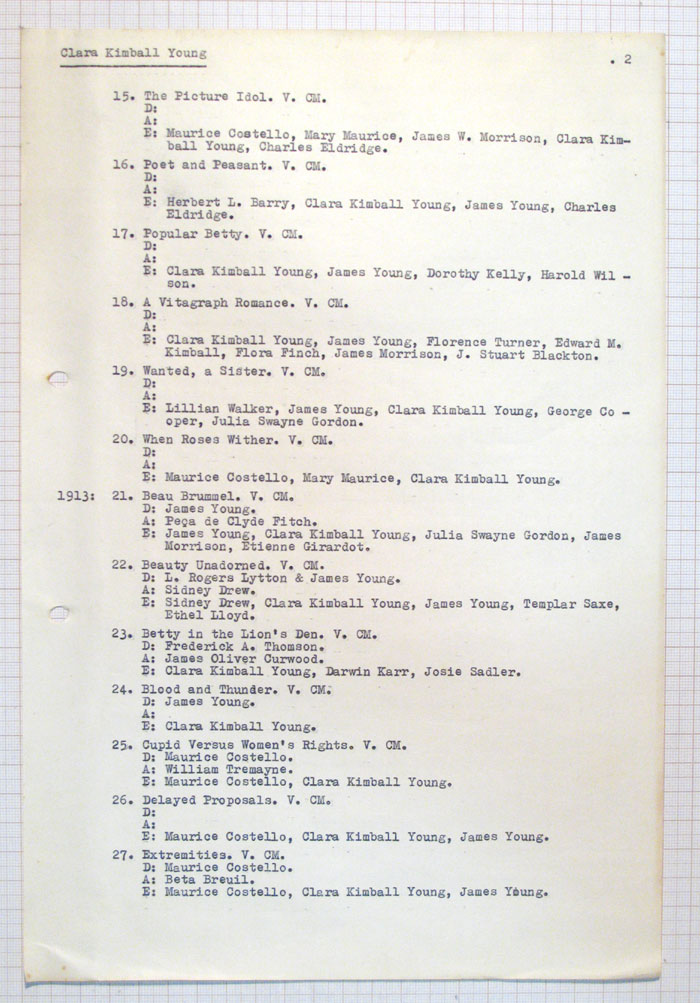 Clara Kimball Young
. 2
15. The Picture Idol. V. CM.
D:
A:
E: Maurice Costello, Mary Maurice, James W. Morrison, Clara Kim-
ball Young, Charles Eldridge.
16. Poet and Peasant. V. CM.
D:
A:
E: Herbert L. Barry, Clara Kimball Young, James Young, Charles
Eldridge.
17. Popular Betty. V. CM.
D:
A:
E: Clara Kimball Young, James Young, Dorothy Kelly, Harold Wil -
son.
18. A Vitagraph Romance. V. CM.
D:
A:
E: Clara Kimball Young, James Young, Florence Turner, Edward M.
Kimball, Flora Finch, James Morrison, J. Stuart Blackton.
19. Wanted, a Sister. V. CM.
D:
A:
E: Lillian Walker, James Young, Clara Kimball Young, George Co -
oper, Julia Swayne Gordon.
20. When Roses Wither. V. CM.
D:
A:
E: Maurice Costello, Mary Maurice, Clara Kimball Young.
1913: 21. Beau Brummel. V. CM.
D: James Young.
A: Peça de Clyde Fitch.
E: James Young, Clara Kimball Young, Julia Swayne Gordon, James
Morrison, Etienne Girardot.
22. Beauty Unadorned. V. CM.
D: L. Rogers Lytton & James Young.
A: Sidney Drew.
E: Sidney Drew, Clara Kimball Young, James Young, Templar Saxe,
Ethel Lloyd.
23. Betty in the Lion's Den. V. CM.
D: Frederick A. Thomson.
A: James Oliver Curwood.
E: Clara Kimball Young, Darwin Karr, Josie Sadler.
24. Blood and Thunder. V. CM.
D: James Young.
A:
E: Clara Kimball Young.
25. Cupid Versus Women's Rights. V. CM.
D: Maurice Costello.
A: William Tremayne.
E: Maurice Costello, Clara Kimball Young.
26. Delayed Proposals. V. CM.
D:
A:
E: Maurice Costello, Clara Kimball Young, James Young.
27. Extremities. V. CM.
D: Maurice Costello.
A: Beta Breuil.
E: Maurice Costello, Clara Kimball Young, James Young.